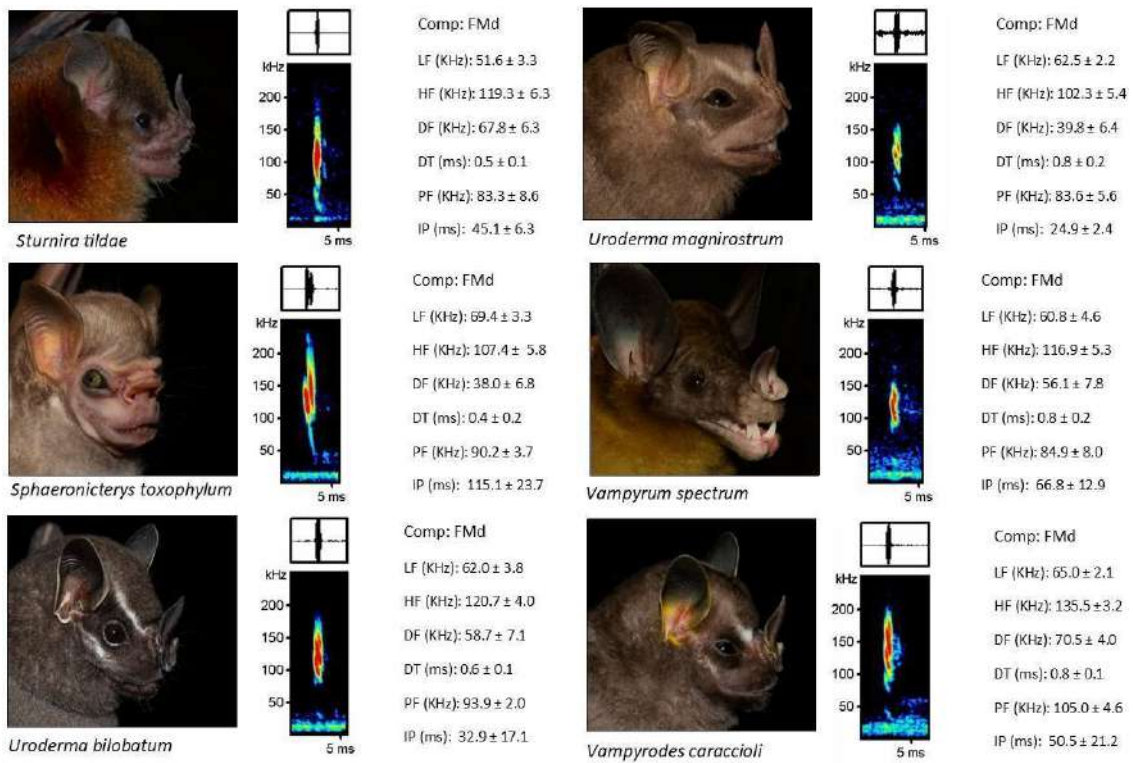 Comp: FMd
kHz
200
150
100
50
5 ms
LF (KHz): 51.6 ± 3.3
HF (KHz): 119.3 ± 6.3
DF (KHz): 67.8 ± 6.3
DT (ms): 0.5 ± 0.1
PF (KHz): 83.3 ± 8.6
IP (ms): 45.1 ± 6.3
Sturnira tildae
Comp: FMd
kHz
200
150
100
50
5 ms
LF (KHz): 62.5 ± 2.2
HF (KHz): 102.3 ± 5.4
DF (KHz): 39.8 ± 6.4
DT (ms): 0.8 ± 0.2
PF (KHz): 83.6 ± 5.6
IP (ms): 24.9 ± 2.4
Uroderma magnirostrum
Comp: FMd
kHz
200
150
100
50
5 ms
LF (KHz): 69.4 ± 3.3
HF (KHz): 107.4 ± 5.8
DF (KHz): 38.0 ± 6.8
DT (ms): 0.4 ± 0.2
PF (KHz): 90.2 ± 3.7
IP (ms): 115.1 ± 23.7
Sphaeronicterys toxophylum
Comp: FMd
kHz
200
150
100
50
5 ms
LF (KHz): 60.8 ± 4.6
HF (KHz): 116.9 ± 5.3
DF (KHz): 56.1 ± 7.8
DT (ms): 0.8 ± 0.2
PF (KHz): 84.9 ± 8.0
IP (ms): 66.8 ± 12.9
Vampyrum spectrum
Comp: FMd
kHz
200
150
100
50
5 ms
LF (KHz): 62.0 ± 3.8
HF (KHz): 120.7 ± 4.0
DF (KHz): 58.7 ± 7.1
DT (ms): 0.6 ± 0.1
PF (KHz): 93.9 ± 2.0
IP (ms): 32.9 ± 17.1
Uroderma bilobatum
Comp: FMd
kHz
200
150
100
50
5 ms
LF (KHz): 65.0 ± 2.1
HF (KHz): 135.5 ± 3.2
DF (KHz): 70.5 ± 4.0
DT (ms): 0.8 ± 0.1
PF (KHz): 105.0 ± 4.6
IP (ms): 50.5 ± 21.2
Vampyrodes caraccioli